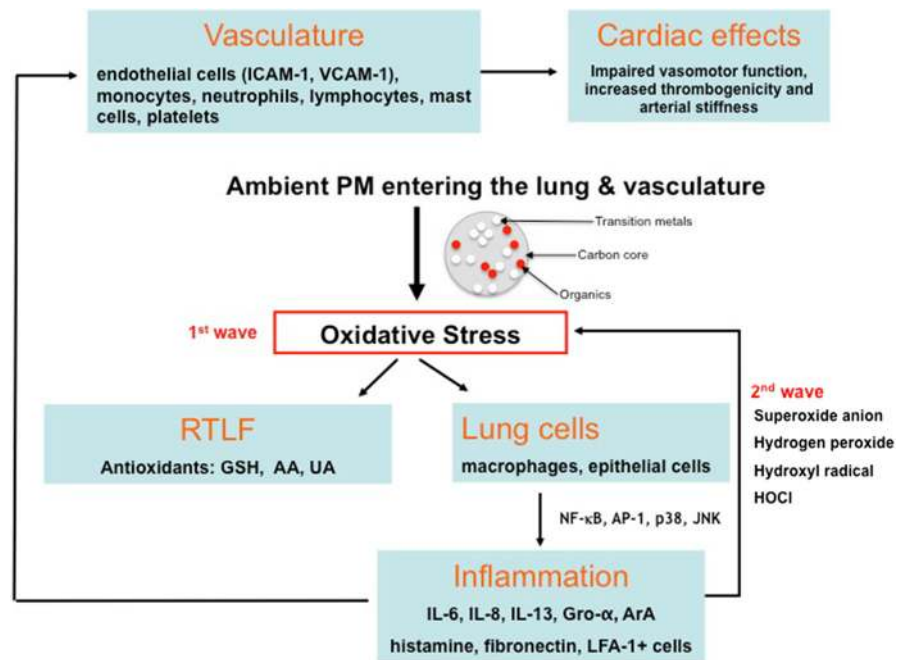 Vasculature
endothelial cells (ICAM-1, VCAM-1),
monocytes, neutrophils, lymphocytes, mast
cells, platelets
Cardiac effects
Impaired vasomotor function,
increased thrombogenicity and
arterial stiffness
Ambient PM entering the lung & vasculature
Transition metals
Carbon core
Organics
1st wave
Oxidative Stress
2nd wave
Superoxide anion
Hydrogen peroxide
Hydroxyl radical
HOCl
RTLF
Antioxidants: GSH, AA, UA
Lung cells
macrophages, epithelial cells
NF-κB, AP-1, p38, JNK
Inflammation
IL-6, IL-8, IL-13, Gro-α, ArA
histamine, fibronectin, LFA-1+ cells